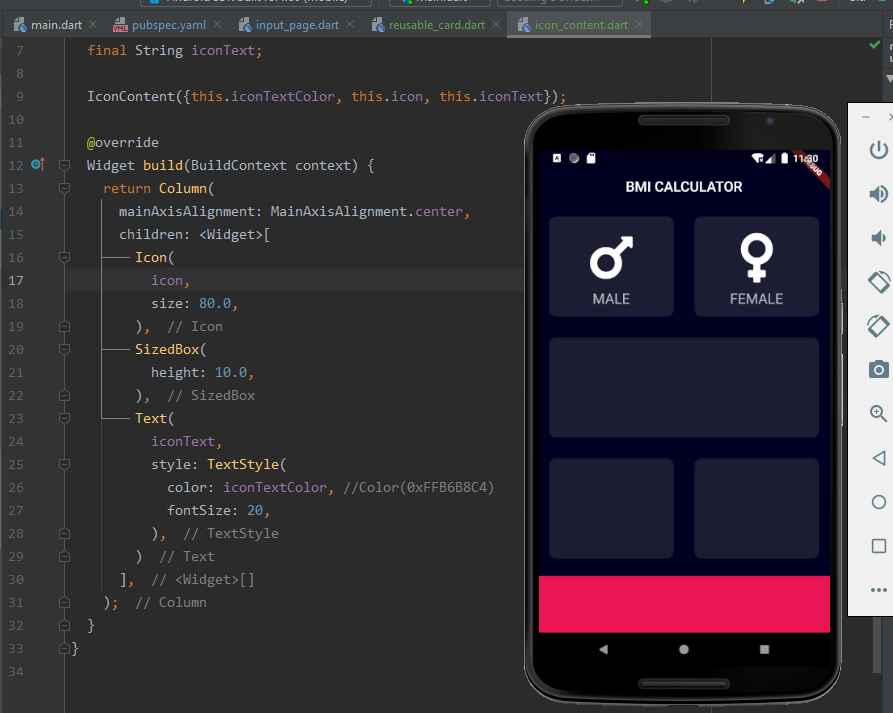 main.dart pubspec.yaml input_page.dart reusable_card.dart icon_content.dart
7 final String iconText;
8
9 IconContent({this.iconTextColor, this.icon, this.iconText});
10
11 @override
12 Widget build(BuildContext context) {
13 return Column(
14 mainAxisAlignment: MainAxisAlignment.center,
15 children: <Widget>[
16 Icon(
17 icon,
18 size: 80.0,
19 ), // Icon
20 SizedBox(
21 height: 10.0,
22 ), // SizedBox
23 Text(
24 iconText,
25 style: TextStyle(
26 color: iconTextColor, //Color(0xFFB6B8C4)
27 fontSize: 20,
28 ), // TextStyle
29 ) // Text
30 ], // <Widget>[]
31 ); // Column
32 }
33 }
34
11:30
BMI CALCULATOR
MALE
FEMALE